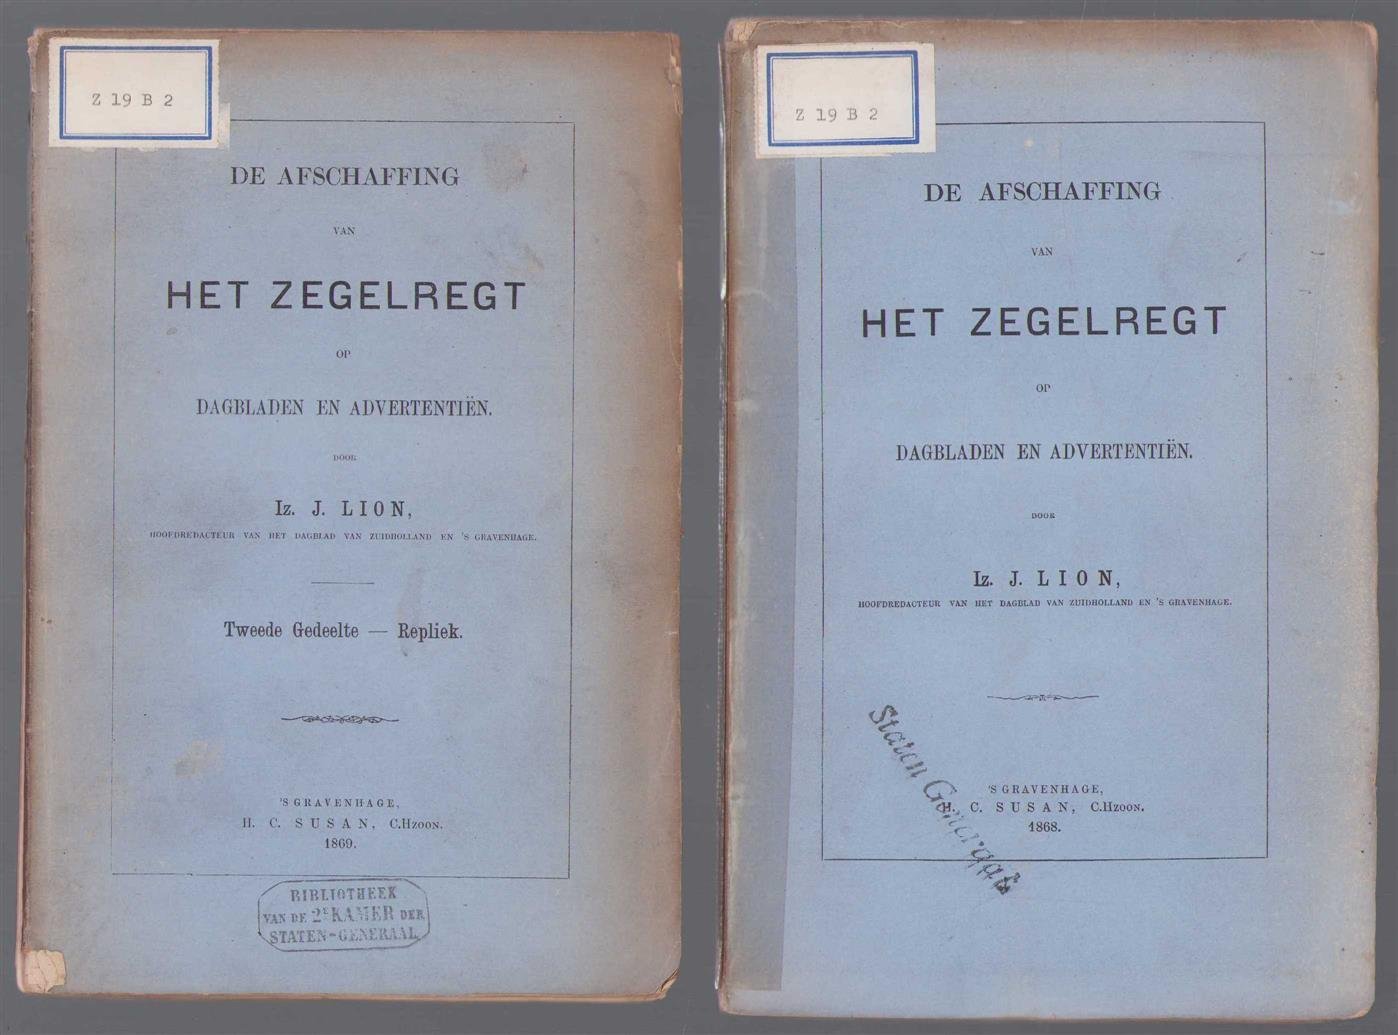 Z 19 B 2
DE AFSCHAFFING
VAN
HET ZEGELREGT
OP
DAGBLADEN EN ADVERTENTIËN.
DOOR
Iz. J. LION,
HOOFDREDACTEUR VAN HET DAGBLAD VAN ZUIDHOLLAND EN 'S GRAVENHAGE.
Tweede Gedeelte — Repliek.
'S GRAVENHAGE,
H. C. SUSAN, C.Hzoon.
1869.
BIBLIOTHEEK
VAN DE 2E KAMER DER
STATEN-GENERAAL
Z 19 B 2
DE AFSCHAFFING
VAN
HET ZEGELREGT
OP
DAGBLADEN EN ADVERTENTIËN.
DOOR
Iz. J. LION,
HOOFDREDACTEUR VAN HET DAGBLAD VAN ZUIDHOLLAND EN 'S GRAVENHAGE.
Staten Generaal
'S GRAVENHAGE,
H. C. SUSAN, C.Hzoon.
1868.